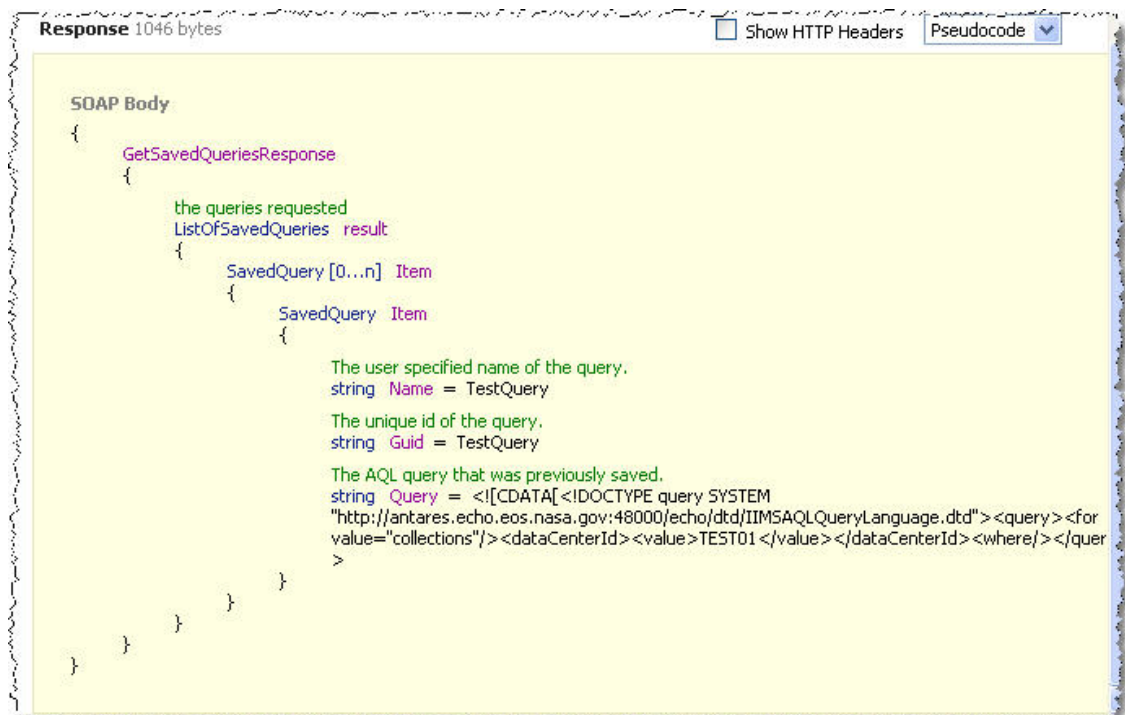 Response 1046 bytes
Show HTTP Headers Pseudocode
SOAP Body
{
GetSavedQueriesResponse
{
the queries requested
ListOfSavedQueries result
{
SavedQuery [0...n] Item
{
SavedQuery Item
{
The user specified name of the query.
string Name = TestQuery
The unique id of the query.
string Guid = TestQuery
The AQL query that was previously saved.
string Query = <![CDATA[<!DOCTYPE query SYSTEM
"http://antares.echo.eos.nasa.gov:48000/echo/dtd/IIMSAQLQueryLanguage.dtd"><query><for
value="collections"/><dataCenterId><value>TEST01</value></dataCenterId><where/></quer
>
}
}
}
}
}